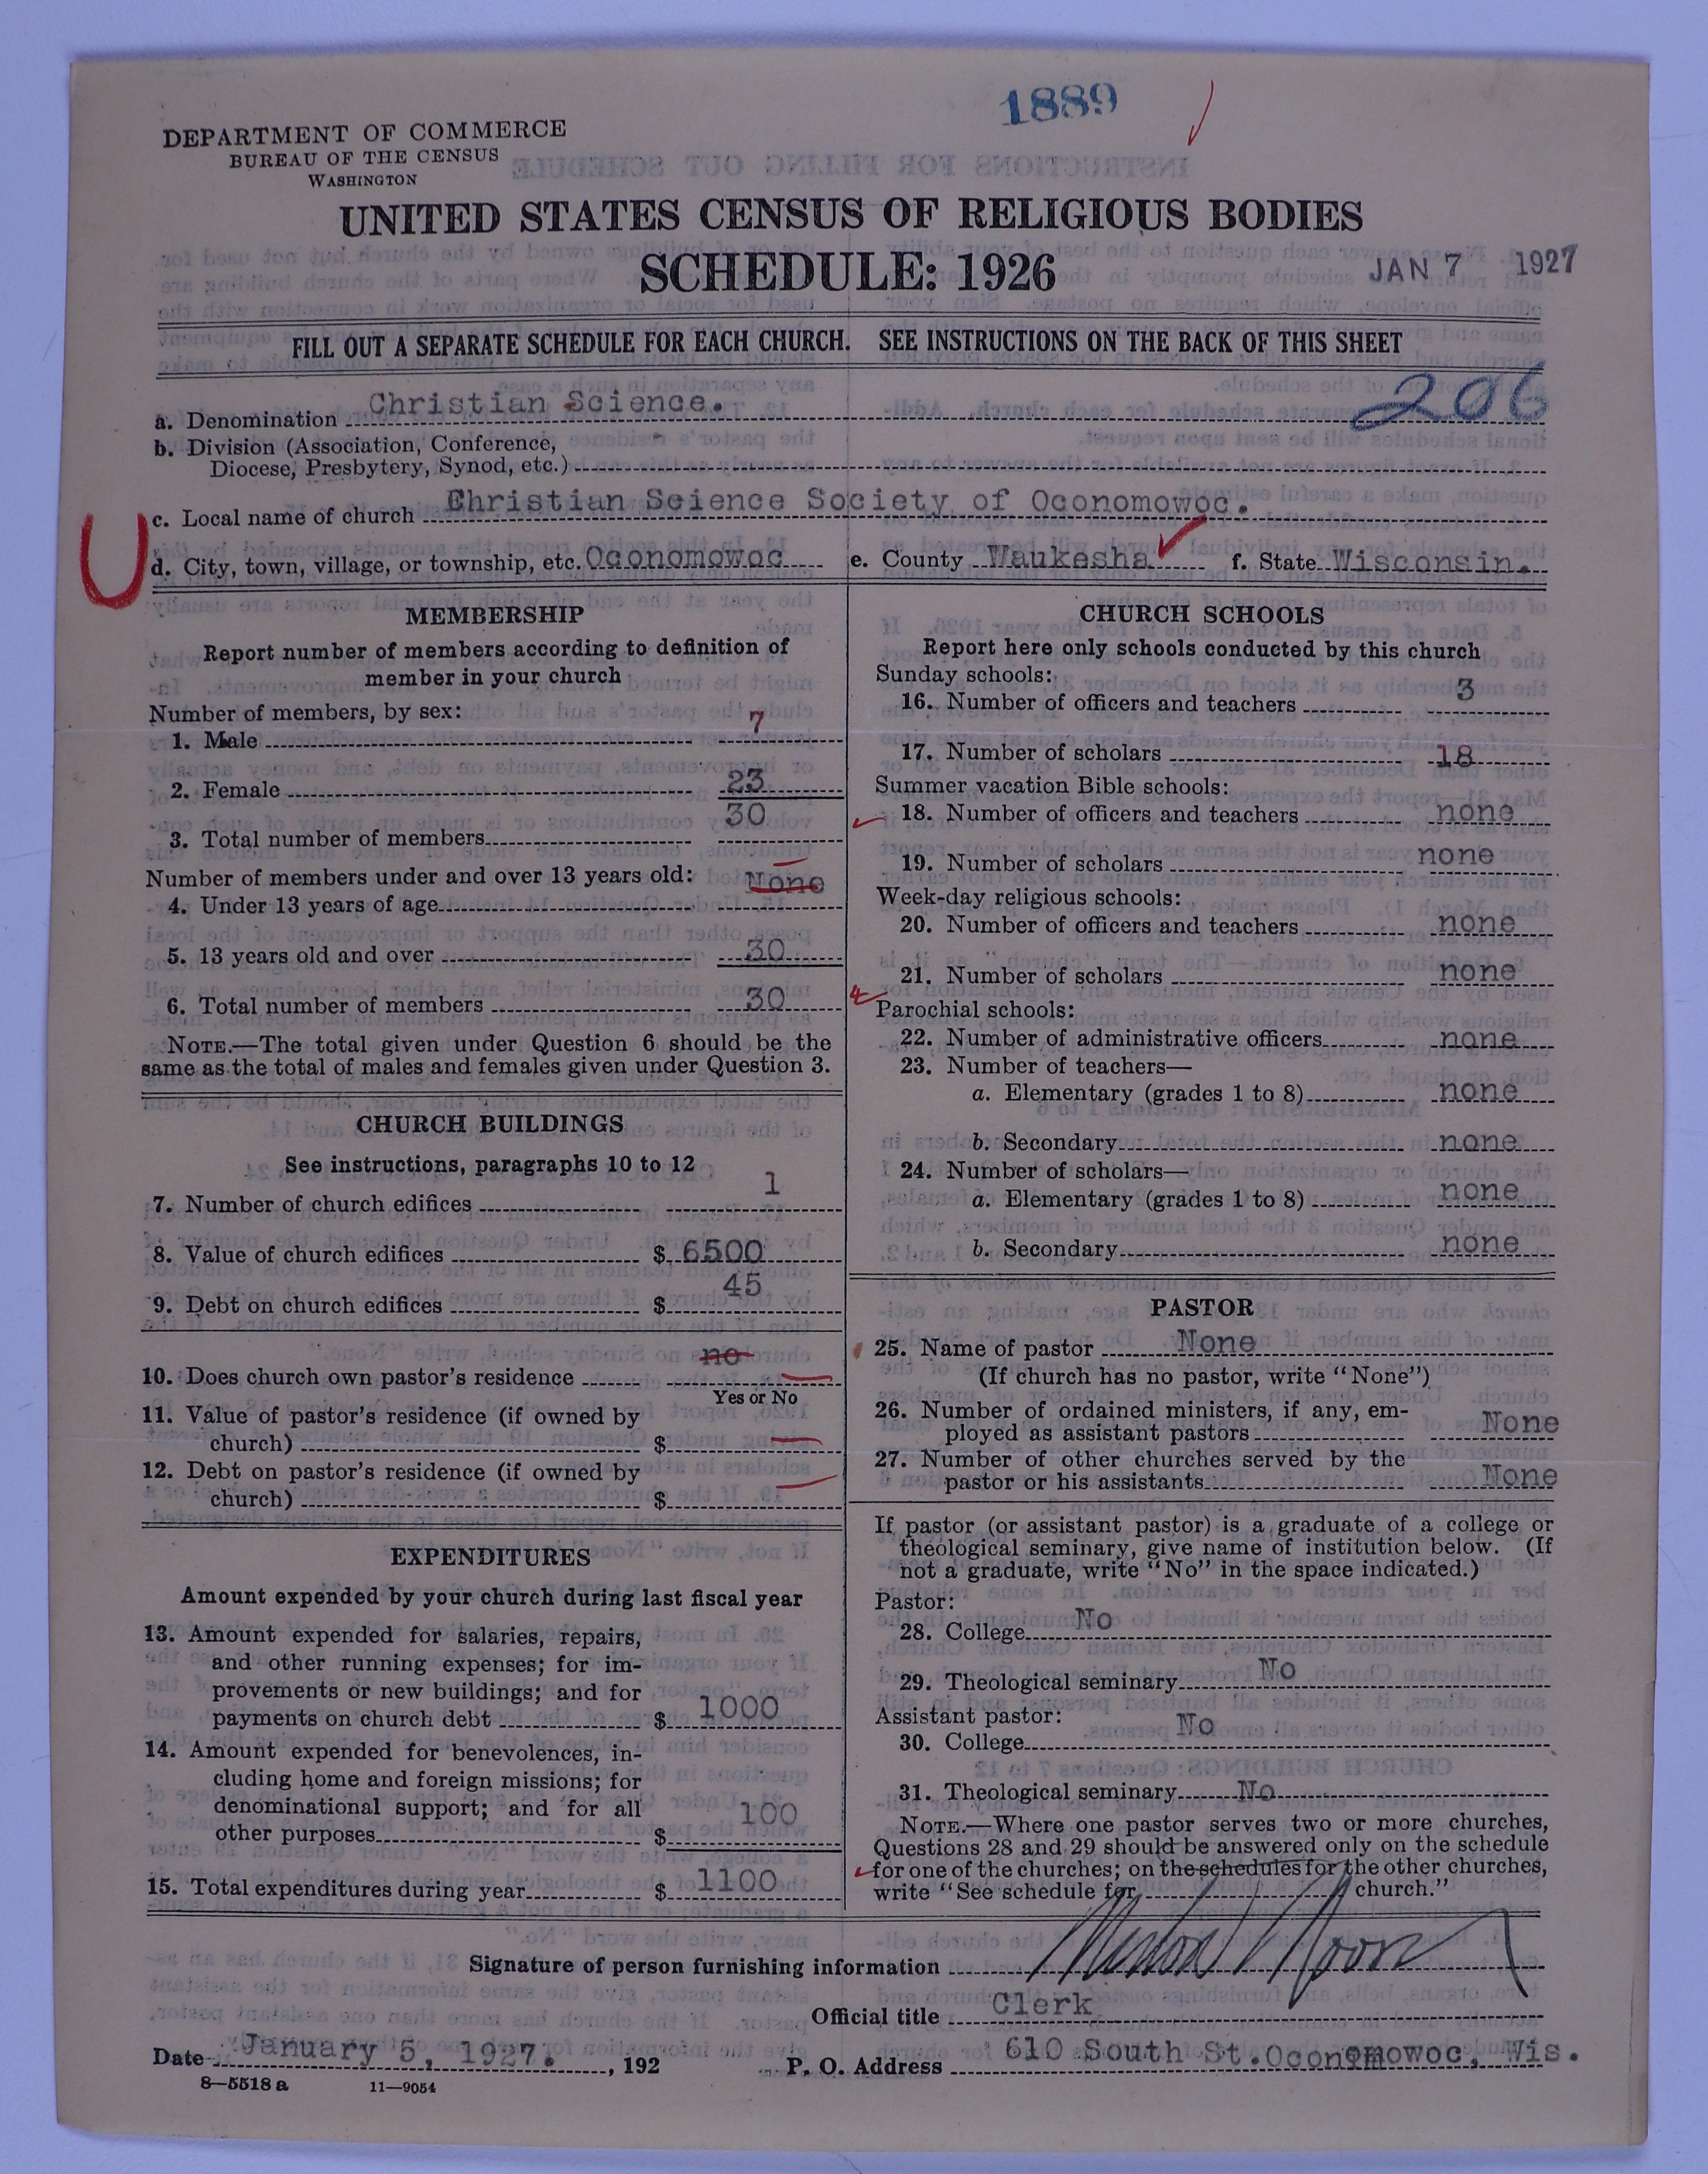 1889
DEPARTMENT OF COMMERCE
BUREAU OF THE CENSUS
WASHINGTON
UNITED STATES CENSUS OF RELIGIOUS BODIES
SCHEDULE: 1926
JAN 7 1927
FILL OUT A SEPARATE SCHEDULE FOR EACH CHURCH. SEE INSTRUCTIONS ON THE BACK OF THIS SHEET
206
a. Denomination Christian Science.
b. Division (Association, Conference,
Diocese, Presbytery, Synod, etc.)
c. Local name of church Christian Science Society of Oconomowoc.
d. City, town, village, or township, etc. Oconomowoc e. County Waukesha f. State Wisconsin.
MEMBERSHIP
Report number of members according to definition of
member in your church
Number of members, by sex:
1. Male 7
2. Female 23
3. Total number of members 30
Number of members under and over 13 years old:
4. Under 13 years of age None
5. 13 years old and over 30
6. Total number of members 30
NOTE.—The total given under Question 6 should be the
same as the total of males and females given under Question 3.
CHURCH BUILDINGS
See instructions, paragraphs 10 to 12
7. Number of church edifices 1
8. Value of church edifices $ 6500
9. Debt on church edifices $ 45
10. Does church own pastor's residence no
Yes or No
11. Value of pastor's residence (if owned by
church) $
12. Debt on pastor's residence (if owned by
church) $
EXPENDITURES
Amount expended by your church during last fiscal year
13. Amount expended for salaries, repairs,
and other running expenses; for im-
provements or new buildings; and for
payments on church debt $ 1000
14. Amount expended for benevolences, in-
cluding home and foreign missions; for
denominational support; and for all
other purposes $ 100
15. Total expenditures during year $ 1100
CHURCH SCHOOLS
Report here only schools conducted by this church
Sunday schools:
16. Number of officers and teachers 3
17. Number of scholars 18
Summer vacation Bible schools:
18. Number of officers and teachers none
19. Number of scholars none
Week-day religious schools:
20. Number of officers and teachers none
21. Number of scholars none
Parochial schools:
22. Number of administrative officers none
23. Number of teachers—
a. Elementary (grades 1 to 8) none
b. Secondary none
24. Number of scholars—
a. Elementary (grades 1 to 8) none
b. Secondary none
PASTOR
25. Name of pastor None
(If church has no pastor, write "None")
26. Number of ordained ministers, if any, em-
ployed as assistant pastors None
27. Number of other churches served by the
pastor or his assistants None
If pastor (or assistant pastor) is a graduate of a college or
theological seminary, give name of institution below. (If
not a graduate, write "No" in the space indicated.)
Pastor:
28. College No
29. Theological seminary No
Assistant pastor:
30. College No
31. Theological seminary No
NOTE.—Where one pastor serves two or more churches,
Questions 28 and 29 should be answered only on the schedule
for one of the churches; on the schedules for the other churches,
write "See schedule for church."
Signature of person furnishing information
Official title Clerk
Date January 5, 1927. , 192 P. O. Address 610 South St. Oconomowoc, Wis.
8—5518 a 11—9054